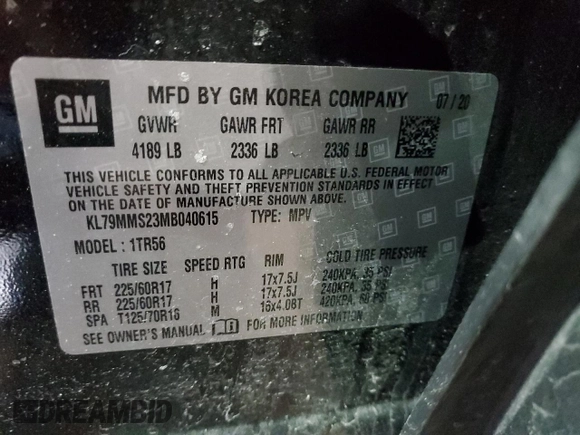 GM
MFD BY GM KOREA COMPANY 07/20
GVWR GAWR FRT GAWR RR
4189 LB 2336 LB 2336 LB
THIS VEHICLE CONFORMS TO ALL APPLICABLE U.S. FEDERAL MOTOR
VEHICLE SAFETY AND THEFT PREVENTION STANDARDS IN EFFECT
ON THE DATE OF MANUFACTURE SHOWN ABOVE.
KL79MMS23MB040615 TYPE: MPV
MODEL: 1TR56
TIRE SIZE SPEED RTG RIM COLD TIRE PRESSURE
FRT 225/60R17 H 17x7.5J 240KPA, 35 PSI
RR 225/60R17 H 17x7.5J 240KPA, 35 PSI
SPA T125/70R16 M 16x4.0BT 420KPA, 60 PSI
SEE OWNER'S MANUAL FOR MORE INFORMATION
DREAMBID